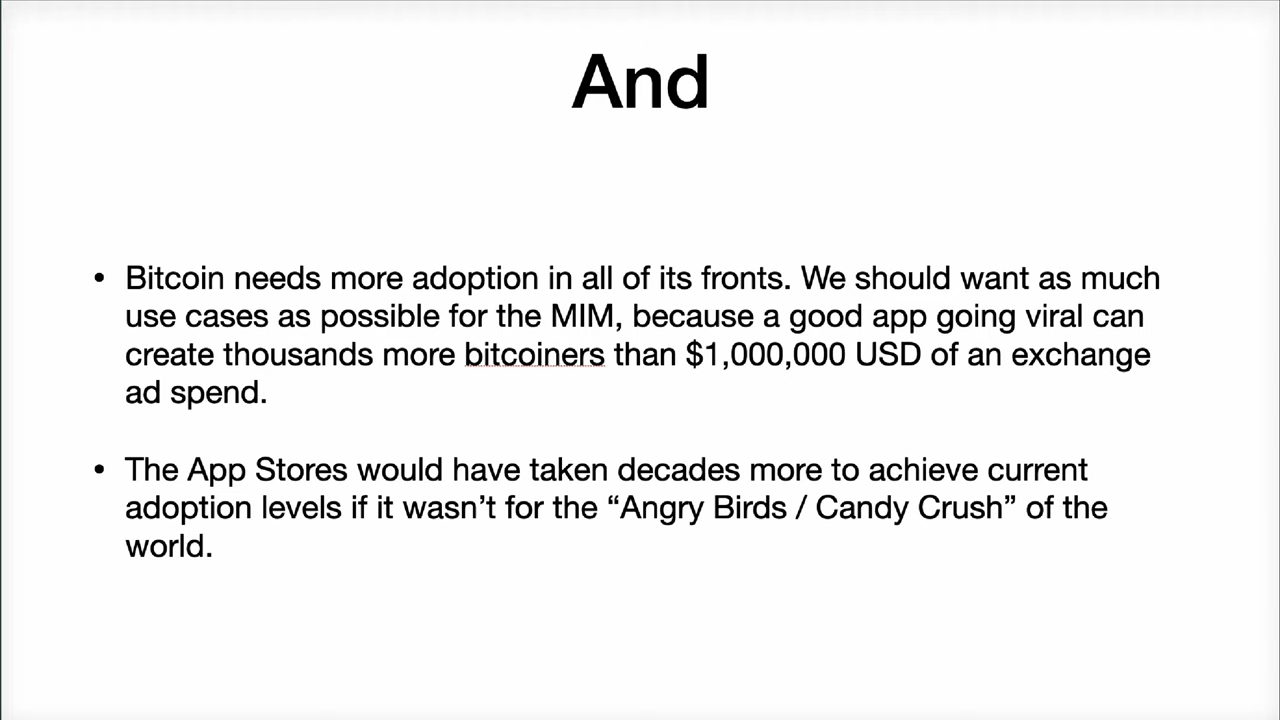 And
• Bitcoin needs more adoption in all of its fronts. We should want as much
use cases as possible for the MIM, because a good app going viral can
create thousands more bitcoiners than $1,000,000 USD of an exchange
ad spend.
• The App Stores would have taken decades more to achieve current
adoption levels if it wasn’t for the “Angry Birds / Candy Crush” of the
world.